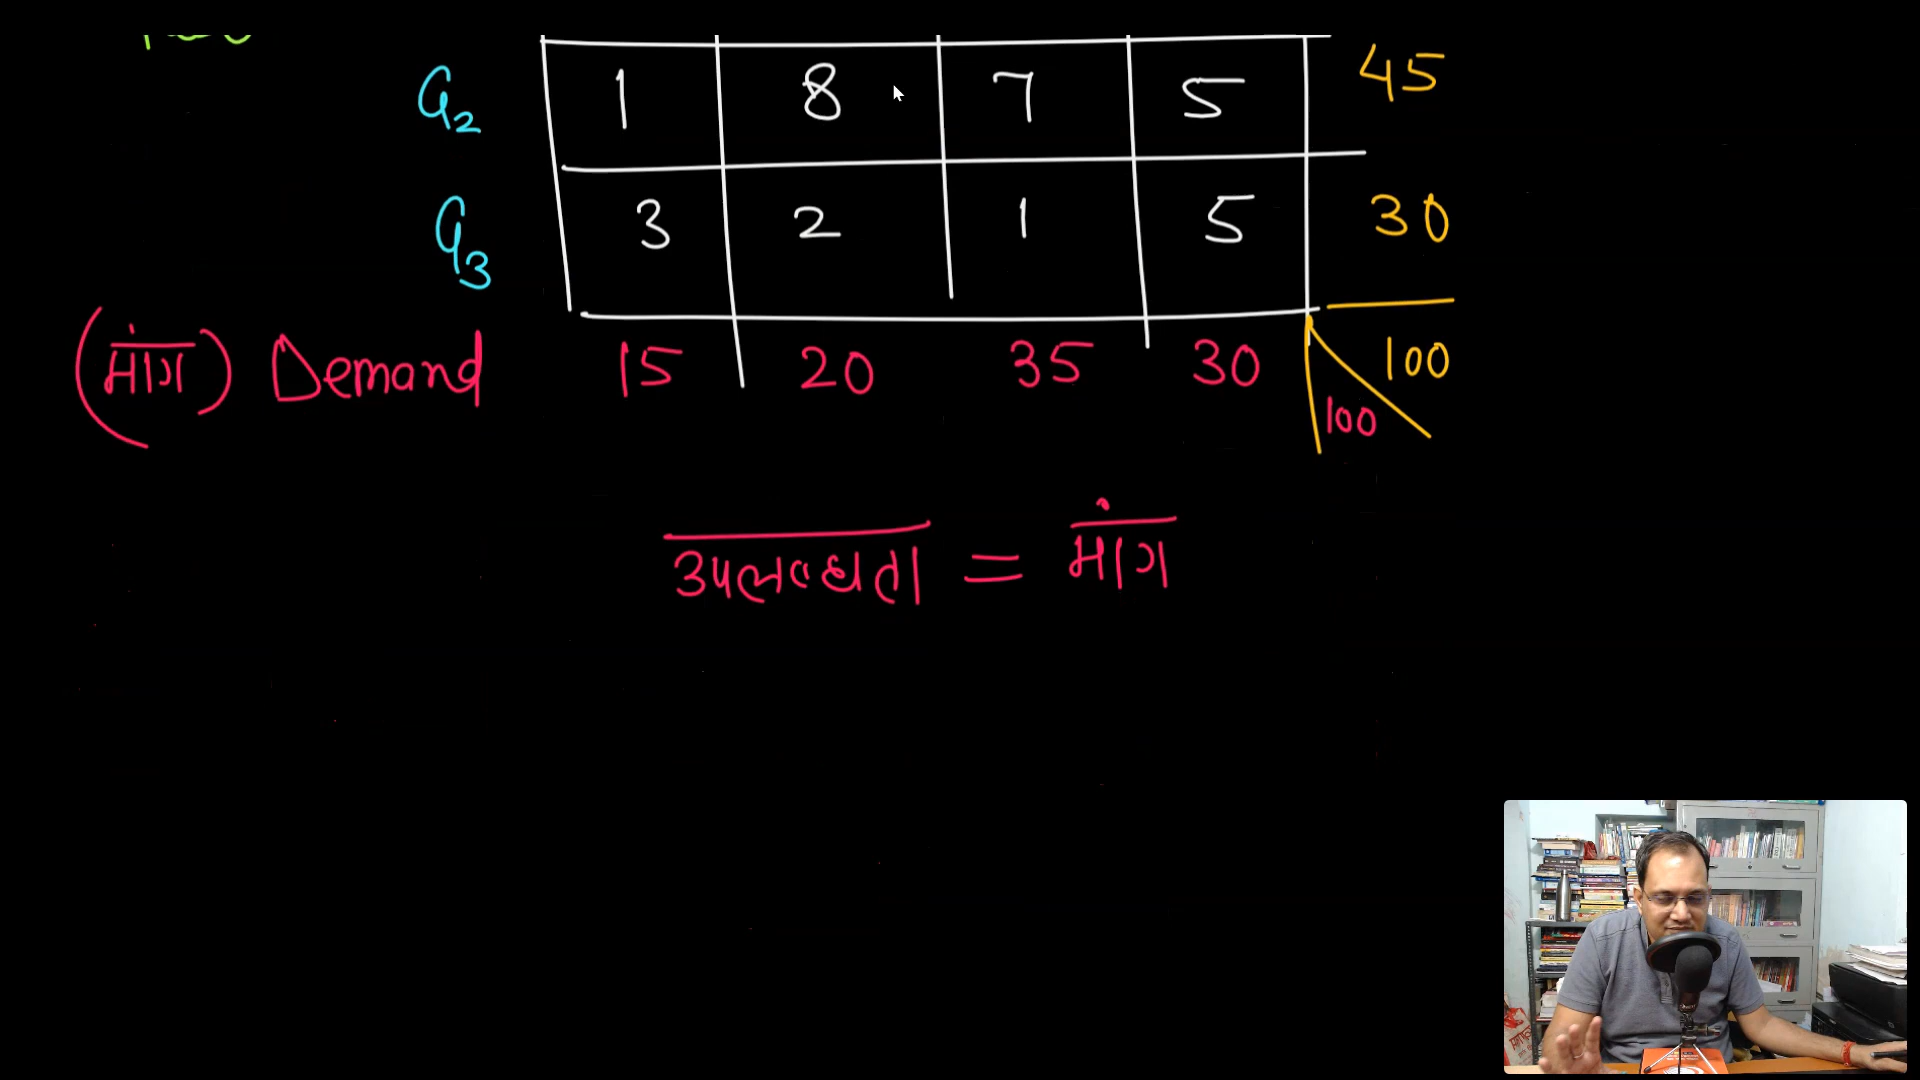 G2 1 8 7 5 45
G3 3 2 1 5 30
(मांग) Demand 15 20 35 30 100
100
उपलब्धता = मांग